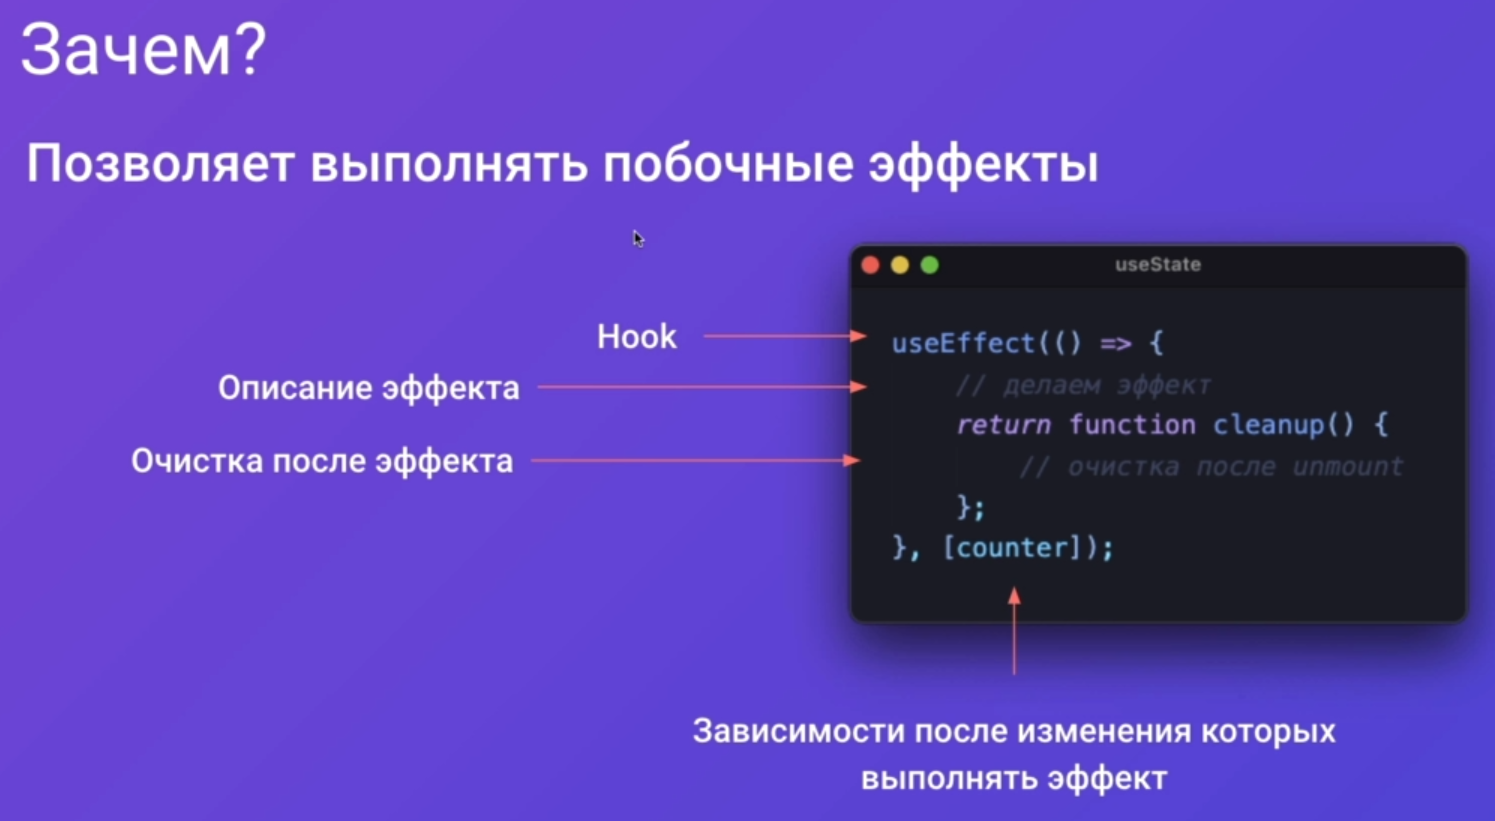 Зачем?
Позволяет выполнять побочные эффекты
useState
Hook
Описание эффекта
Очистка после эффекта
useEffect(() => {
// делаем эффект
return function cleanup() {
// очистка после unmount
};
}, [counter]);
Зависимости после изменения которых
выполнять эффект